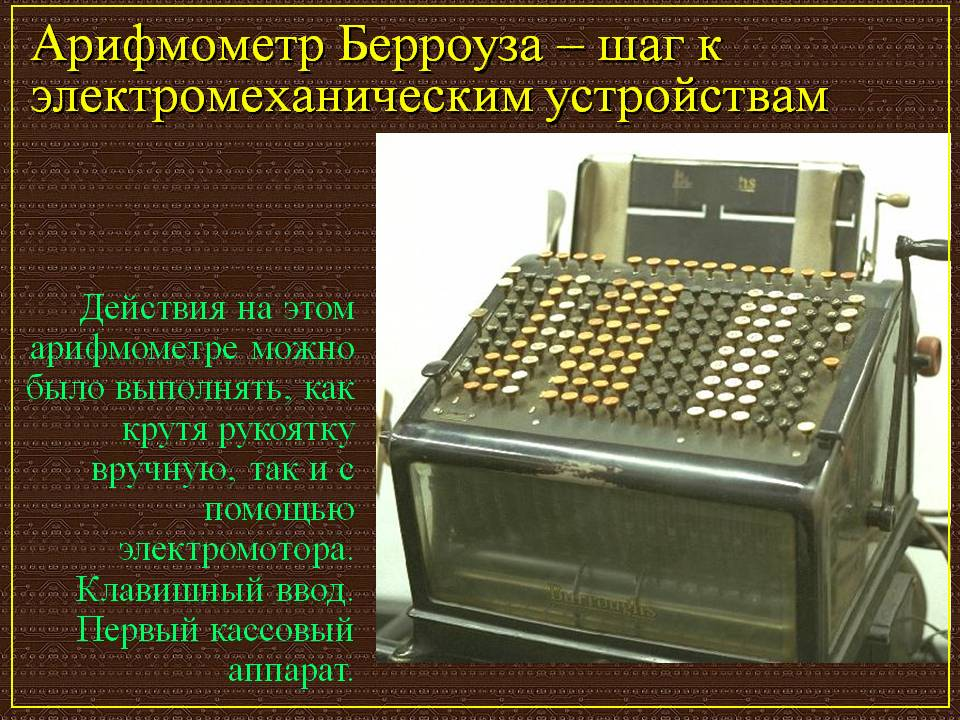 Арифмометр Берроуза – шаг к
электромеханическим устройствам
Действия на этом
арифмометре можно
было выполнять, как
крутя рукоятку
вручную, так и с
помощью
электромотора.
Клавишный ввод.
Первый кассовый
аппарат.
Burroughs